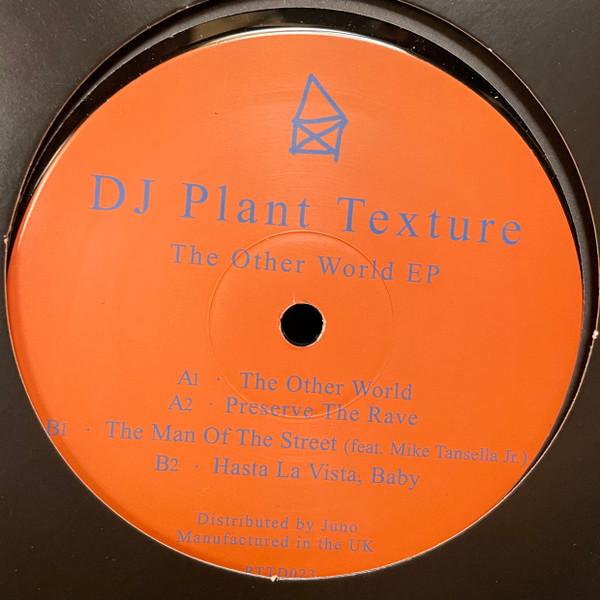 DJ Plant Texture
The Other World EP
A1 · The Other World
A2 · Preserve The Rave
B1 · The Man Of The Street (feat. Mike Tansella Jr.)
B2 · Hasta La Vista, Baby
Distributed by Juno
Manufactured in the UK